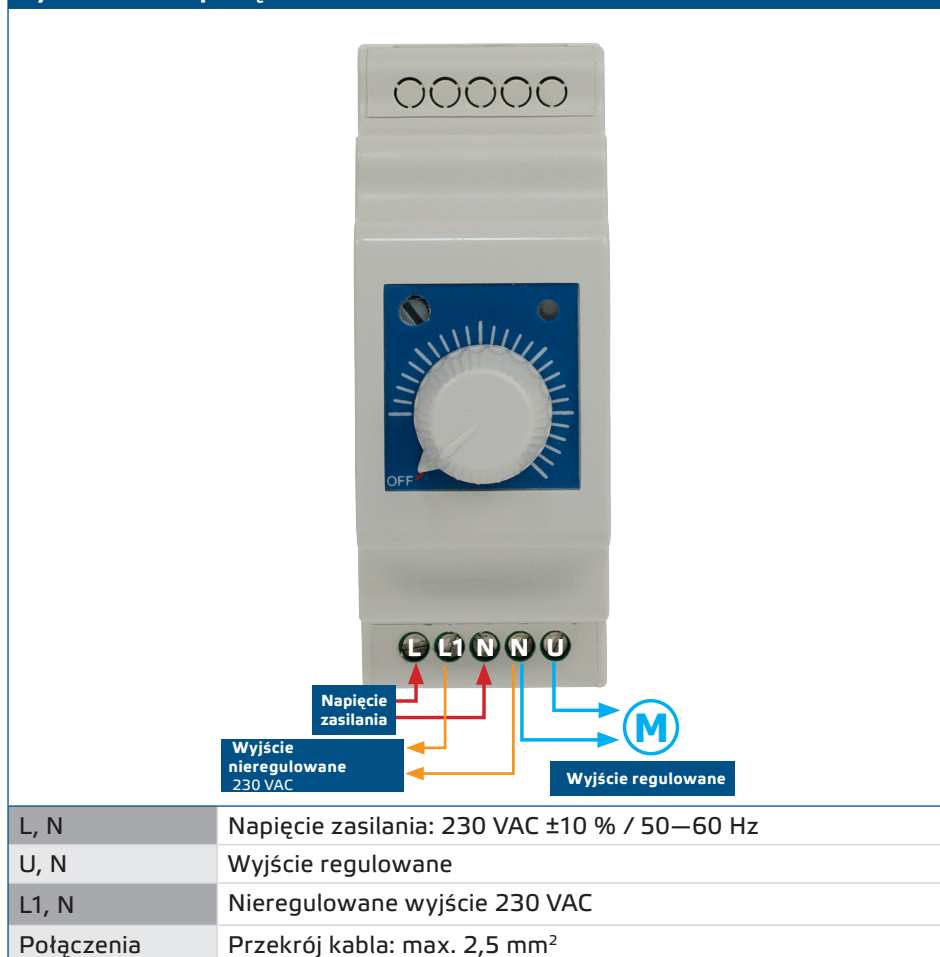 OFF
L L1 N N U
Napięcie
zasilania
Wyjście
nieregulowane
230 VAC
M
Wyjście regulowane
L, N Napięcie zasilania: 230 VAC ±10 % / 50—60 Hz
U, N Wyjście regulowane
L1, N Nieregulowane wyjście 230 VAC
Połączenia Przekrój kabla: max. 2,5 mm²